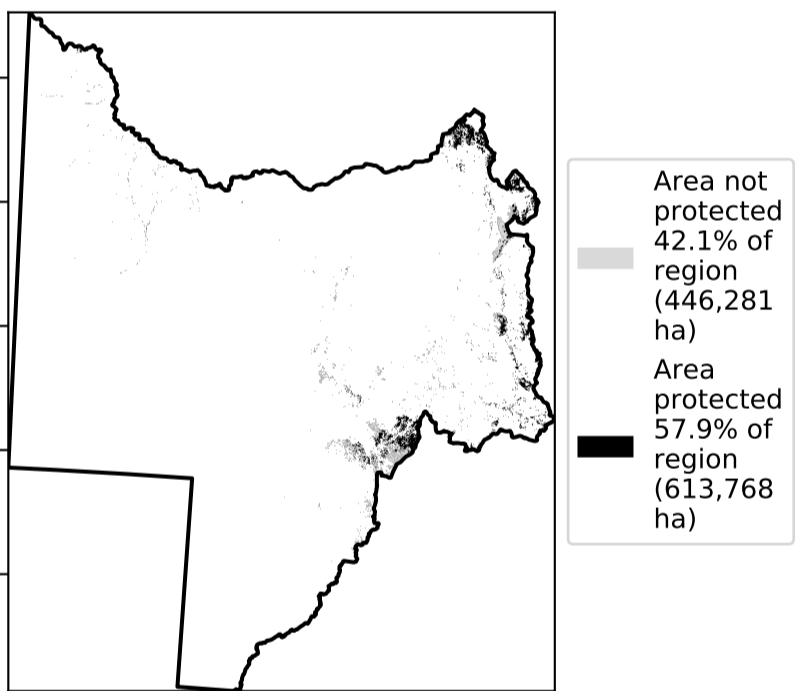 Area not
protected
42.1% of
region
(446,281
ha)
Area
protected
57.9% of
region
(613,768
ha)